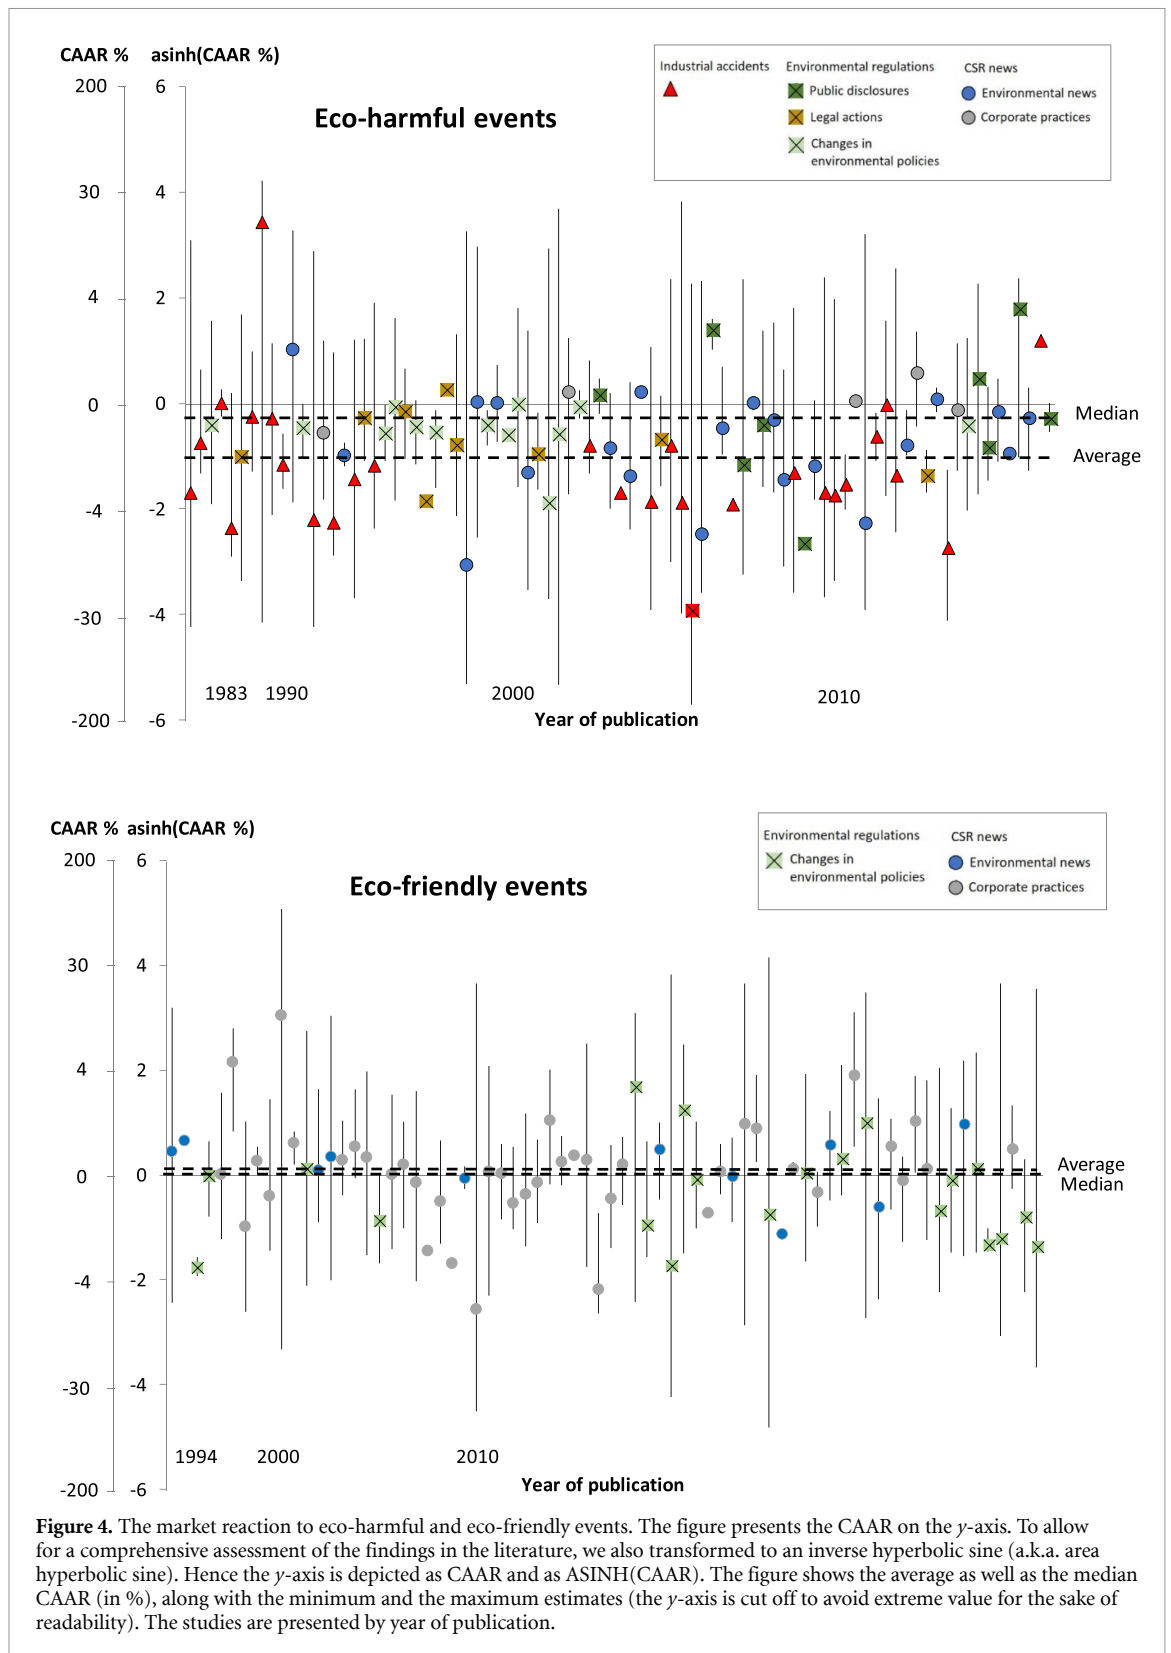 CAAR % asinh(CAAR %)
Industrial accidents
Environmental regulations
Public disclosures
Legal actions
Changes in
environmental policies
CSR news
Environmental news
Corporate practices
Eco-harmful events
200 6
30 4
4 2
0 0
-4 -2
-30 -4
-200 -6
Median
Average
1983 1990 2000 2010
Year of publication
CAAR % asinh(CAAR %)
Environmental regulations
Changes in
environmental policies
CSR news
Environmental news
Corporate practices
Eco-friendly events
200 6
30 4
4 2
0 0
-4 -2
-30 -4
-200 -6
Average
Median
1994 2000 2010
Year of publication
Figure 4. The market reaction to eco-harmful and eco-friendly events. The figure presents the CAAR on the y-axis. To allow
for a comprehensive assessment of the findings in the literature, we also transformed to an inverse hyperbolic sine (a.k.a. area
hyperbolic sine). Hence the y-axis is depicted as CAAR and as ASINH(CAAR). The figure shows the average as well as the median
CAAR (in %), along with the minimum and the maximum estimates (the y-axis is cut off to avoid extreme value for the sake of
readability). The studies are presented by year of publication.